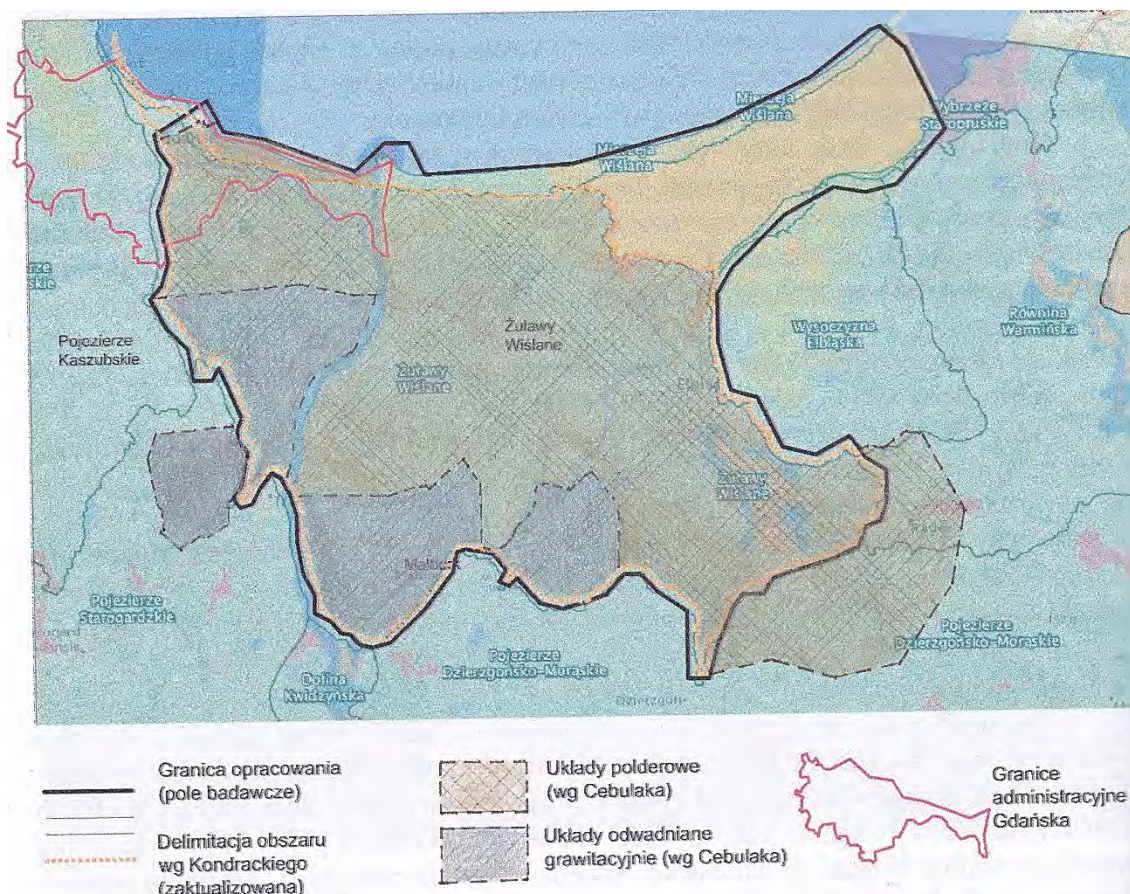 Mierzeja
Wiślana
Wybrzeże
Staropruskie
Mierzeja
Wiślana
Pojezierze
Kaszubskie
Żuławy
Wiślane
Żuławy
Wiślane
Wysoczyzna
Elbląska
Równina
Warmińska
Żuławy
Wiślane
Malbork
Pojezierze
Starogardzkie
Pojezierze
Dzierzgońsko-Morąskie
Pojezierze
Dzierzgońsko-Morąskie
Dolina
Kwidzyńska
Dzierzgoń
Granica opracowania
(pole badawcze)
Delimitacja obszaru
wg Kondrackiego
(zaktualizowana)
Układy polderowe
(wg Cebulaka)
Układy odwadniane
grawitacyjnie (wg Cebulaka)
Granice
administracyjne
Gdańska